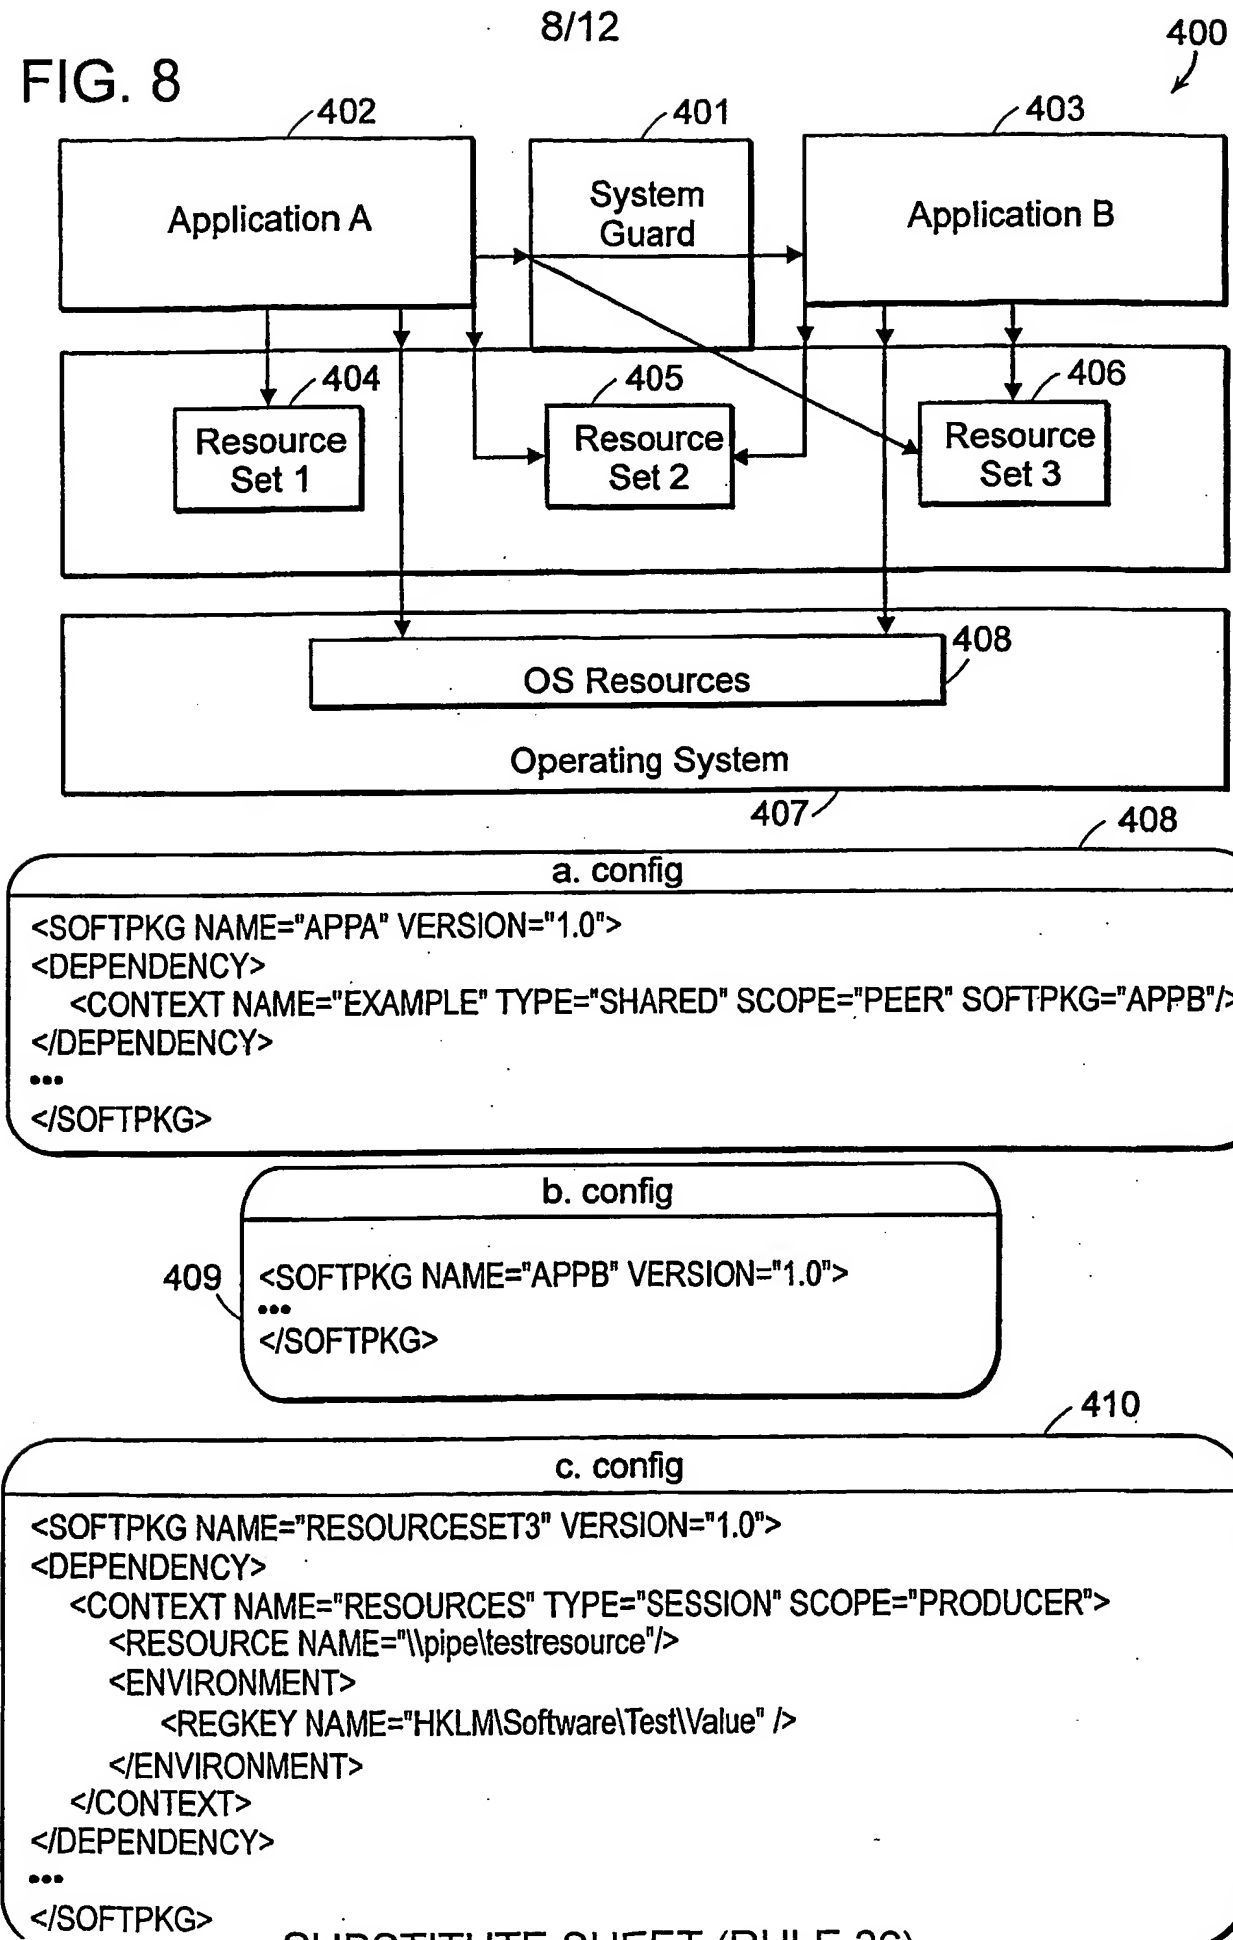 8/12
400
FIG. 8
402
401
403
Application A
System
Guard
Application B
404
405
406
Resource
Set 1
Resource
Set 2
Resource
Set 3
408
OS Resources
Operating System
407
408
a. config
<SOFTPKG NAME="APPA" VERSION="1.0">
<DEPENDENCY>
<CONTEXT NAME="EXAMPLE" TYPE="SHARED" SCOPE="PEER" SOFTPKG="APPB"/>
</DEPENDENCY>
•••
</SOFTPKG>
b. config
409
<SOFTPKG NAME="APPB" VERSION="1.0">
•••
</SOFTPKG>
410
c. config
<SOFTPKG NAME="RESOURCESET3" VERSION="1.0">
<DEPENDENCY>
<CONTEXT NAME="RESOURCES" TYPE="SESSION" SCOPE="PRODUCER">
<RESOURCE NAME="\\pipe\testresource"/>
<ENVIRONMENT>
<REGKEY NAME="HKLM\Software\Test\Value" />
</ENVIRONMENT>
</CONTEXT>
</DEPENDENCY>
•••
</SOFTPKG>
SUBSTITUTE SHEET (RULE 26)